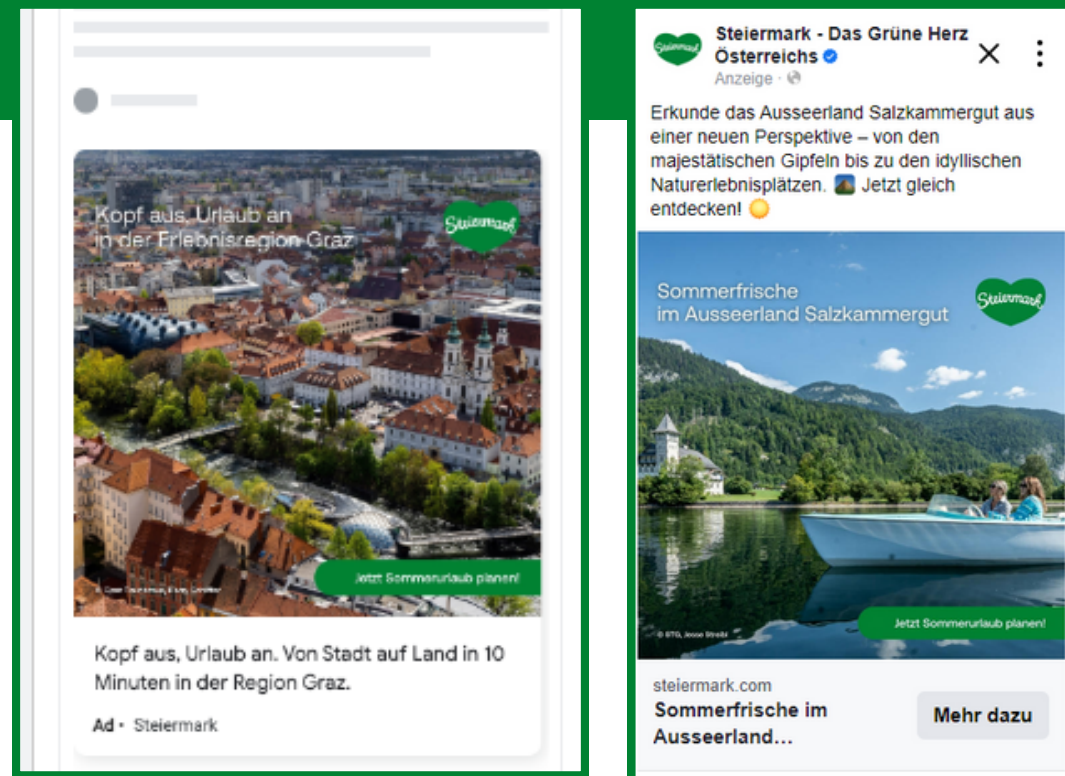 Kopf aus, Urlaub an
in der Erlebnisregion Graz
Steiermark
Jetzt Sommerurlaub planen!
Kopf aus, Urlaub an. Von Stadt auf Land in 10
Minuten in der Region Graz.
Ad · Steiermark
Steiermark
Steiermark - Das Grüne Herz
Österreichs
Anzeige ·
Erkunde das Ausseerland Salzkammergut aus
einer neuen Perspektive – von den
majestätischen Gipfeln bis zu den idyllischen
Naturerlebnisplätzen. Jetzt gleich
entdecken!
Sommerfrische
im Ausseerland Salzkammergut
Steiermark
Jetzt Sommerurlaub planen!
© STG, Jesse Streibl
steiermark.com
Sommerfrische im
Ausseerland...
Mehr dazu